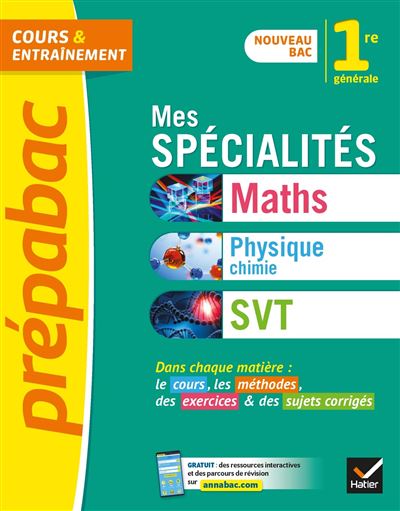 COURS &
ENTRAÎNEMENT
NOUVEAU
BAC
1re
générale
prépabac
Mes
SPÉCIALITÉS
Maths
Physique
chimie
SVT
Dans chaque matière :
le cours, les méthodes,
des exercices & des sujets corrigés
GRATUIT : des ressources interactives
et des parcours de révision
sur annabac.com
Hatier